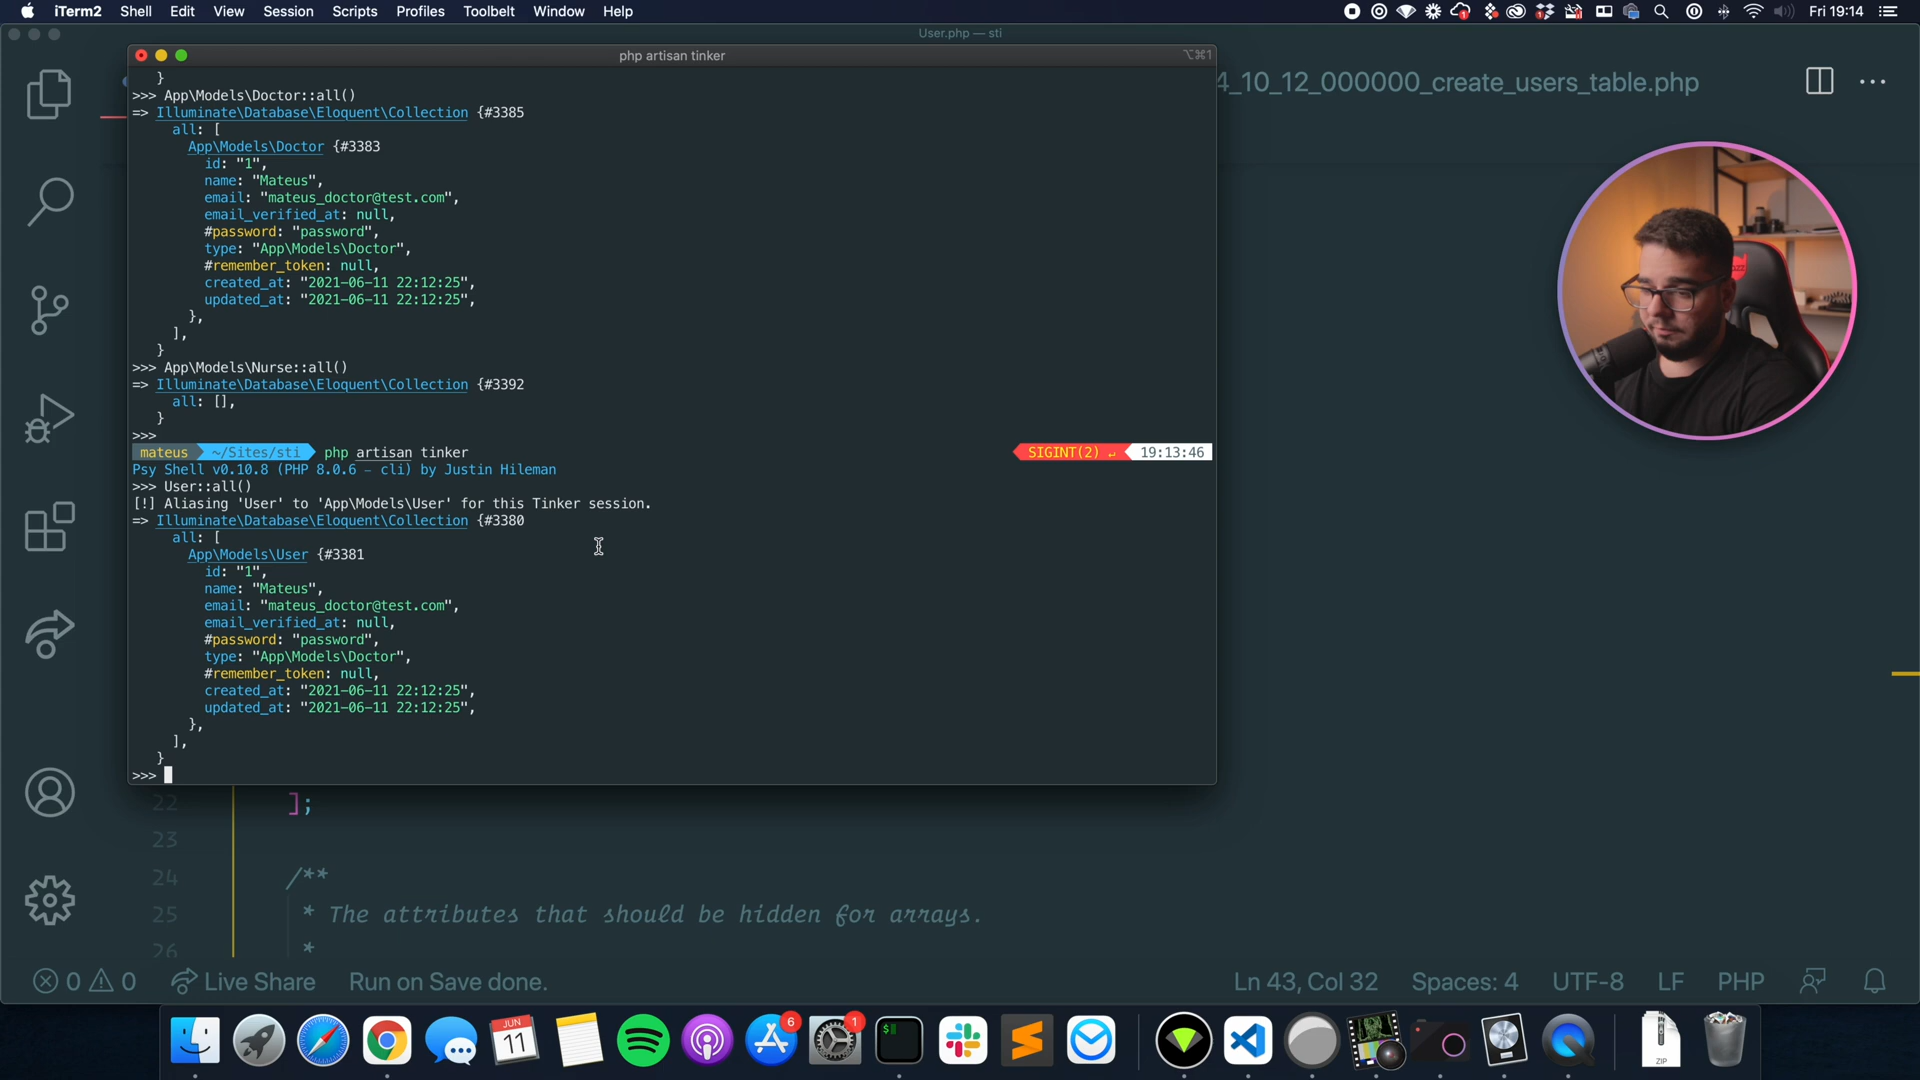 iTerm2 Shell Edit View Session Scripts Profiles Toolbelt Window Help
Fri 19:14
User.php — sti
php artisan tinker
⌥⌘1
4_10_12_000000_create_users_table.php
}
>>> App\Models\Doctor::all()
=> Illuminate\Database\Eloquent\Collection {#3385
all: [
App\Models\Doctor {#3383
id: "1",
name: "Mateus",
email: "mateus_doctor@test.com",
email_verified_at: null,
#password: "password",
type: "App\Models\Doctor",
#remember_token: null,
created_at: "2021-06-11 22:12:25",
updated_at: "2021-06-11 22:12:25",
},
],
}
>>> App\Models\Nurse::all()
=> Illuminate\Database\Eloquent\Collection {#3392
all: [],
}
>>>
mateus ~/Sites/sti php artisan tinker SIGINT(2) ↵ 19:13:46
Psy Shell v0.10.8 (PHP 8.0.6 — cli) by Justin Hileman
>>> User::all()
[!] Aliasing 'User' to 'App\Models\User' for this Tinker session.
=> Illuminate\Database\Eloquent\Collection {#3380
all: [
App\Models\User {#3381
id: "1",
name: "Mateus",
email: "mateus_doctor@test.com",
email_verified_at: null,
#password: "password",
type: "App\Models\Doctor",
#remember_token: null,
created_at: "2021-06-11 22:12:25",
updated_at: "2021-06-11 22:12:25",
},
],
}
>>>
22 ];
23
24 /**
25 * The attributes that should be hidden for arrays.
26 *
0 0 Live Share Run on Save done. Ln 43, Col 32 Spaces: 4 UTF-8 LF PHP
JUN
11
6
1
$
ZIP